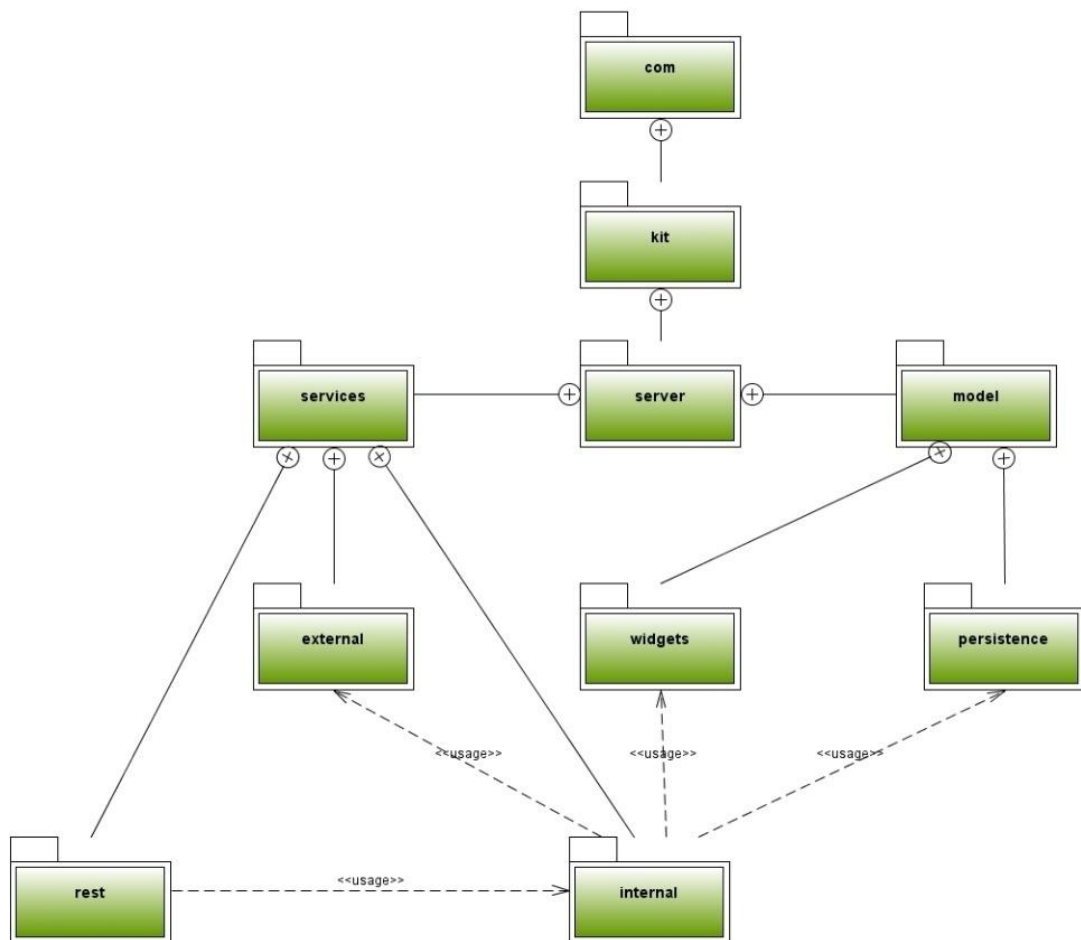 com
kit
services
server
model
external
widgets
persistence
<<usage>>
<<usage>>
<<usage>>
rest
<<usage>>
internal